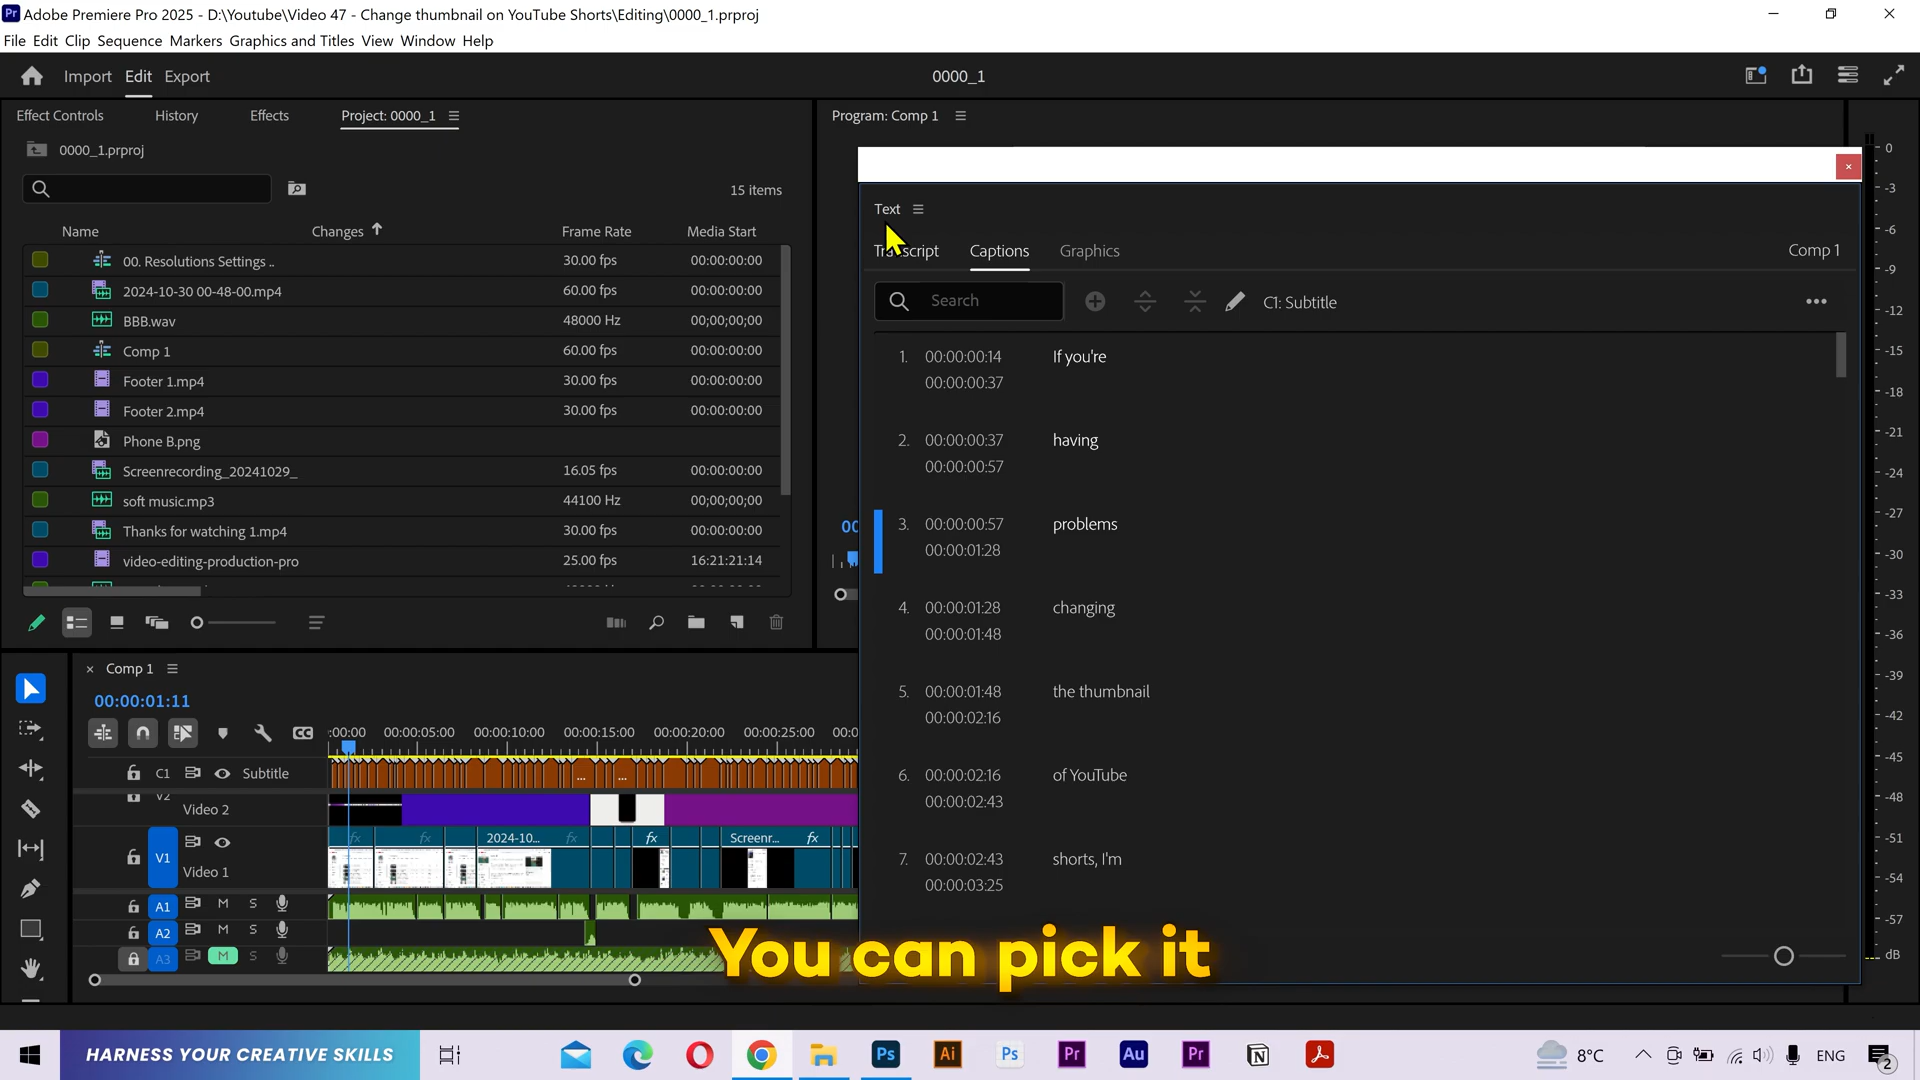 Adobe Premiere Pro 2025 - D:\Youtube\Video 47 - Change thumbnail on YouTube Shorts\Editing\0000_1.prproj
File Edit Clip Sequence Markers Graphics and Titles View Window Help
Import Edit Export
0000_1
Effect Controls History Effects Project: 0000_1
Program: Comp 1
0000_1.prproj
15 items
Name Changes Frame Rate Media Start
00. Resolutions Settings .. 30.00 fps 00:00:00:00
2024-10-30 00-48-00.mp4 60.00 fps 00:00:00:00
BBB.wav 48000 Hz 00;00;00;00
Comp 1 60.00 fps 00:00:00:00
Footer 1.mp4 30.00 fps 00:00:00:00
Footer 2.mp4 30.00 fps 00:00:00:00
Phone B.png
Screenrecording_20241029_ 16.05 fps 00:00:00:00
soft music.mp3 44100 Hz 00;00;00;00
Thanks for watching 1.mp4 30.00 fps 00:00:00:00
video-editing-production-pro 25.00 fps 16:21:21:14
Text
Transcript Captions Graphics Comp 1
Search C1: Subtitle
1. 00:00:00:14 If you're
00:00:00:37
2. 00:00:00:37 having
00:00:00:57
3. 00:00:00:57 problems
00:00:01:28
4. 00:00:01:28 changing
00:00:01:48
5. 00:00:01:48 the thumbnail
00:00:02:16
6. 00:00:02:16 of YouTube
00:00:02:43
7. 00:00:02:43 shorts, I'm
00:00:03:25
0
-3
-6
-9
-12
-15
-18
-21
-24
-27
-30
-33
-36
-39
-42
-45
-48
-51
-54
-57
dB
Comp 1
00:00:01:11
:00:00 00:00:05:00 00:00:10:00 00:00:15:00 00:00:20:00 00:00:25:00 00:0
C1 Subtitle
V2
Video 2
2024-10... fx Screenr... fx
V1
Video 1
A1 M S
A2 M S
A3 M S
You can pick it
HARNESS YOUR CREATIVE SKILLS
8°C ENG 2